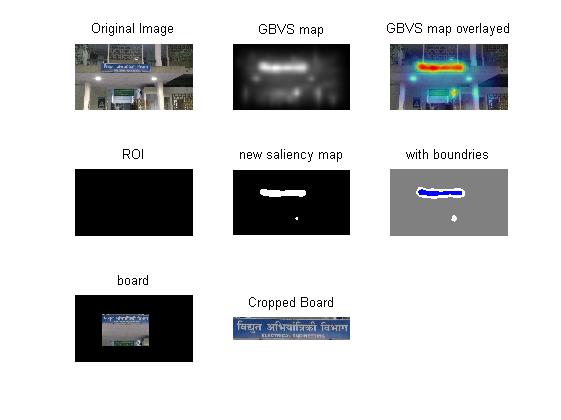 Original Image
GBVS map
GBVS map overlayed
ROI
new saliency map
with boundries
board
Cropped Board
विद्युत अभियांत्रिकी विभाग
ELECTRICAL ENGINEERING